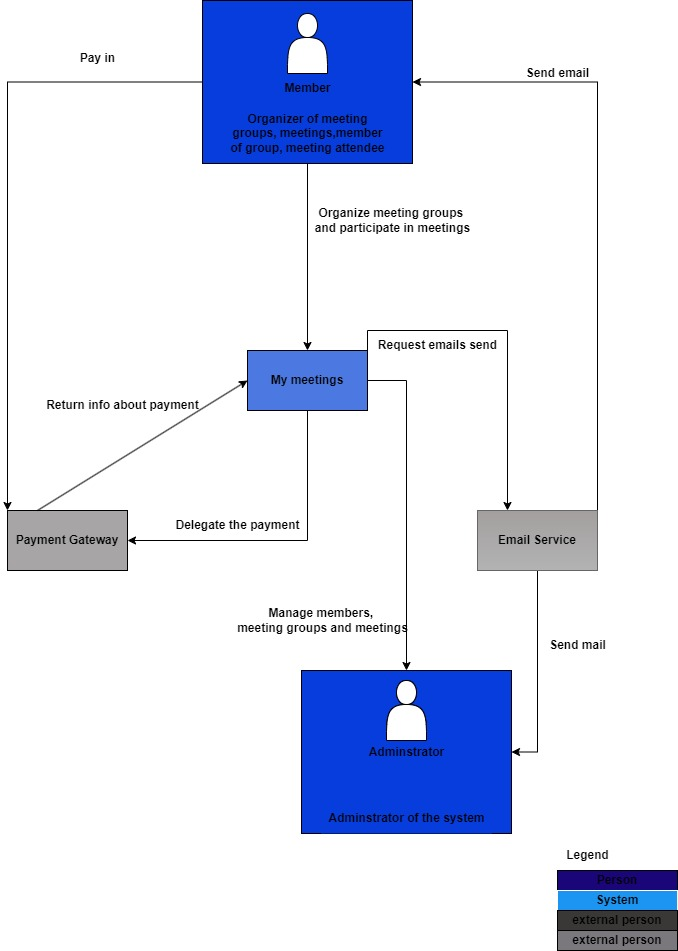 Pay in
Send email
Member
Organizer of meeting
groups, meetings,member
of group, meeting attendee
Organize meeting groups
and participate in meetings
Request emails send
My meetings
Return info about payment
Delegate the payment
Payment Gateway
Email Service
Manage members,
meeting groups and meetings
Send mail
Adminstrator
Adminstrator of the system
Legend
Person
System
external person
external person